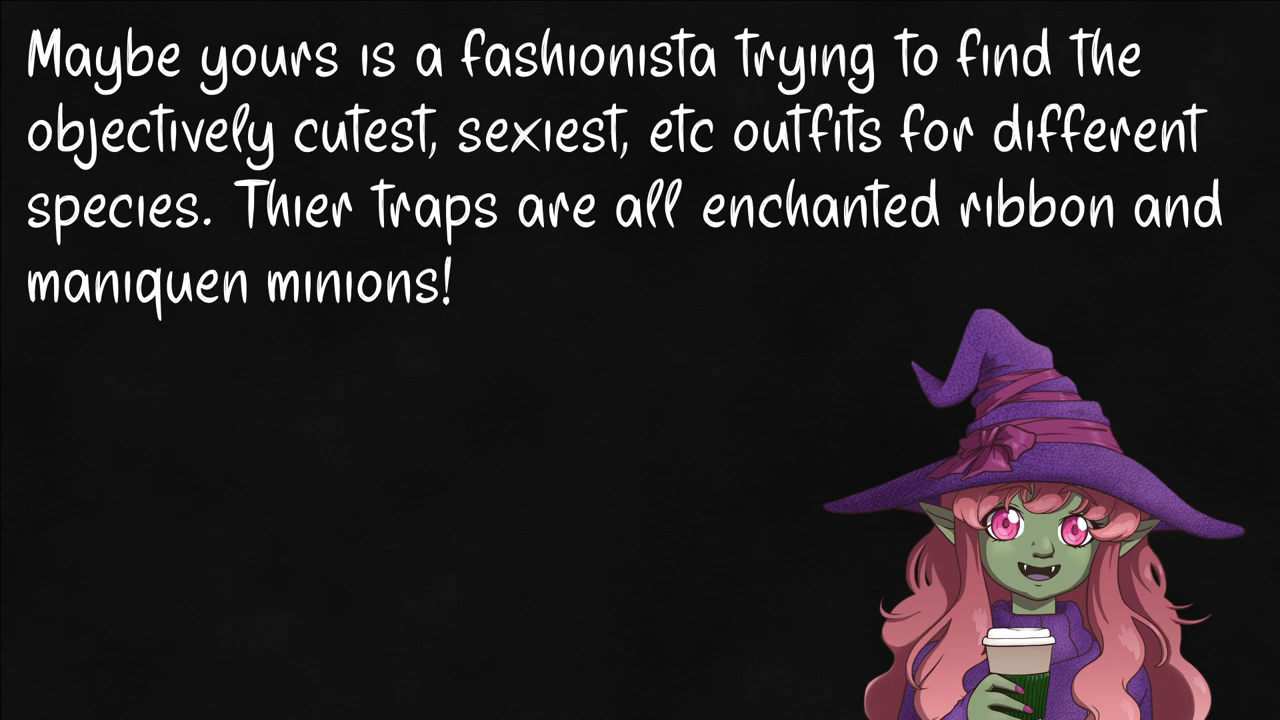 Maybe yours is a fashionista trying to find the
objectively cutest, sexiest, etc outfits for different
species. Thier traps are all enchanted ribbon and
maniquen minions!